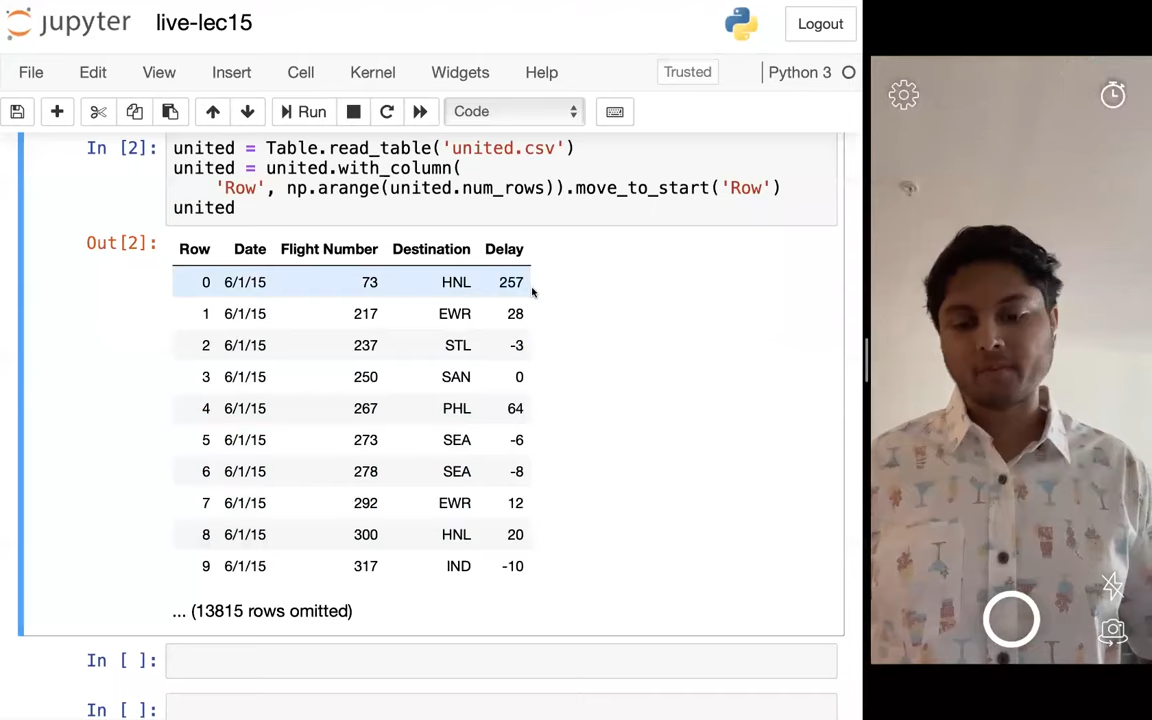 jupyter live-lec15 Logout
File Edit View Insert Cell Kernel Widgets Help Trusted Python 3
Run Code
In [2]: united = Table.read_table('united.csv')
united = united.with_column(
'Row', np.arange(united.num_rows)).move_to_start('Row')
united
Out[2]: Row Date Flight Number Destination Delay
0 6/1/15 73 HNL 257
1 6/1/15 217 EWR 28
2 6/1/15 237 STL -3
3 6/1/15 250 SAN 0
4 6/1/15 267 PHL 64
5 6/1/15 273 SEA -6
6 6/1/15 278 SEA -8
7 6/1/15 292 EWR 12
8 6/1/15 300 HNL 20
9 6/1/15 317 IND -10
... (13815 rows omitted)
In [ ]:
In [ ]: